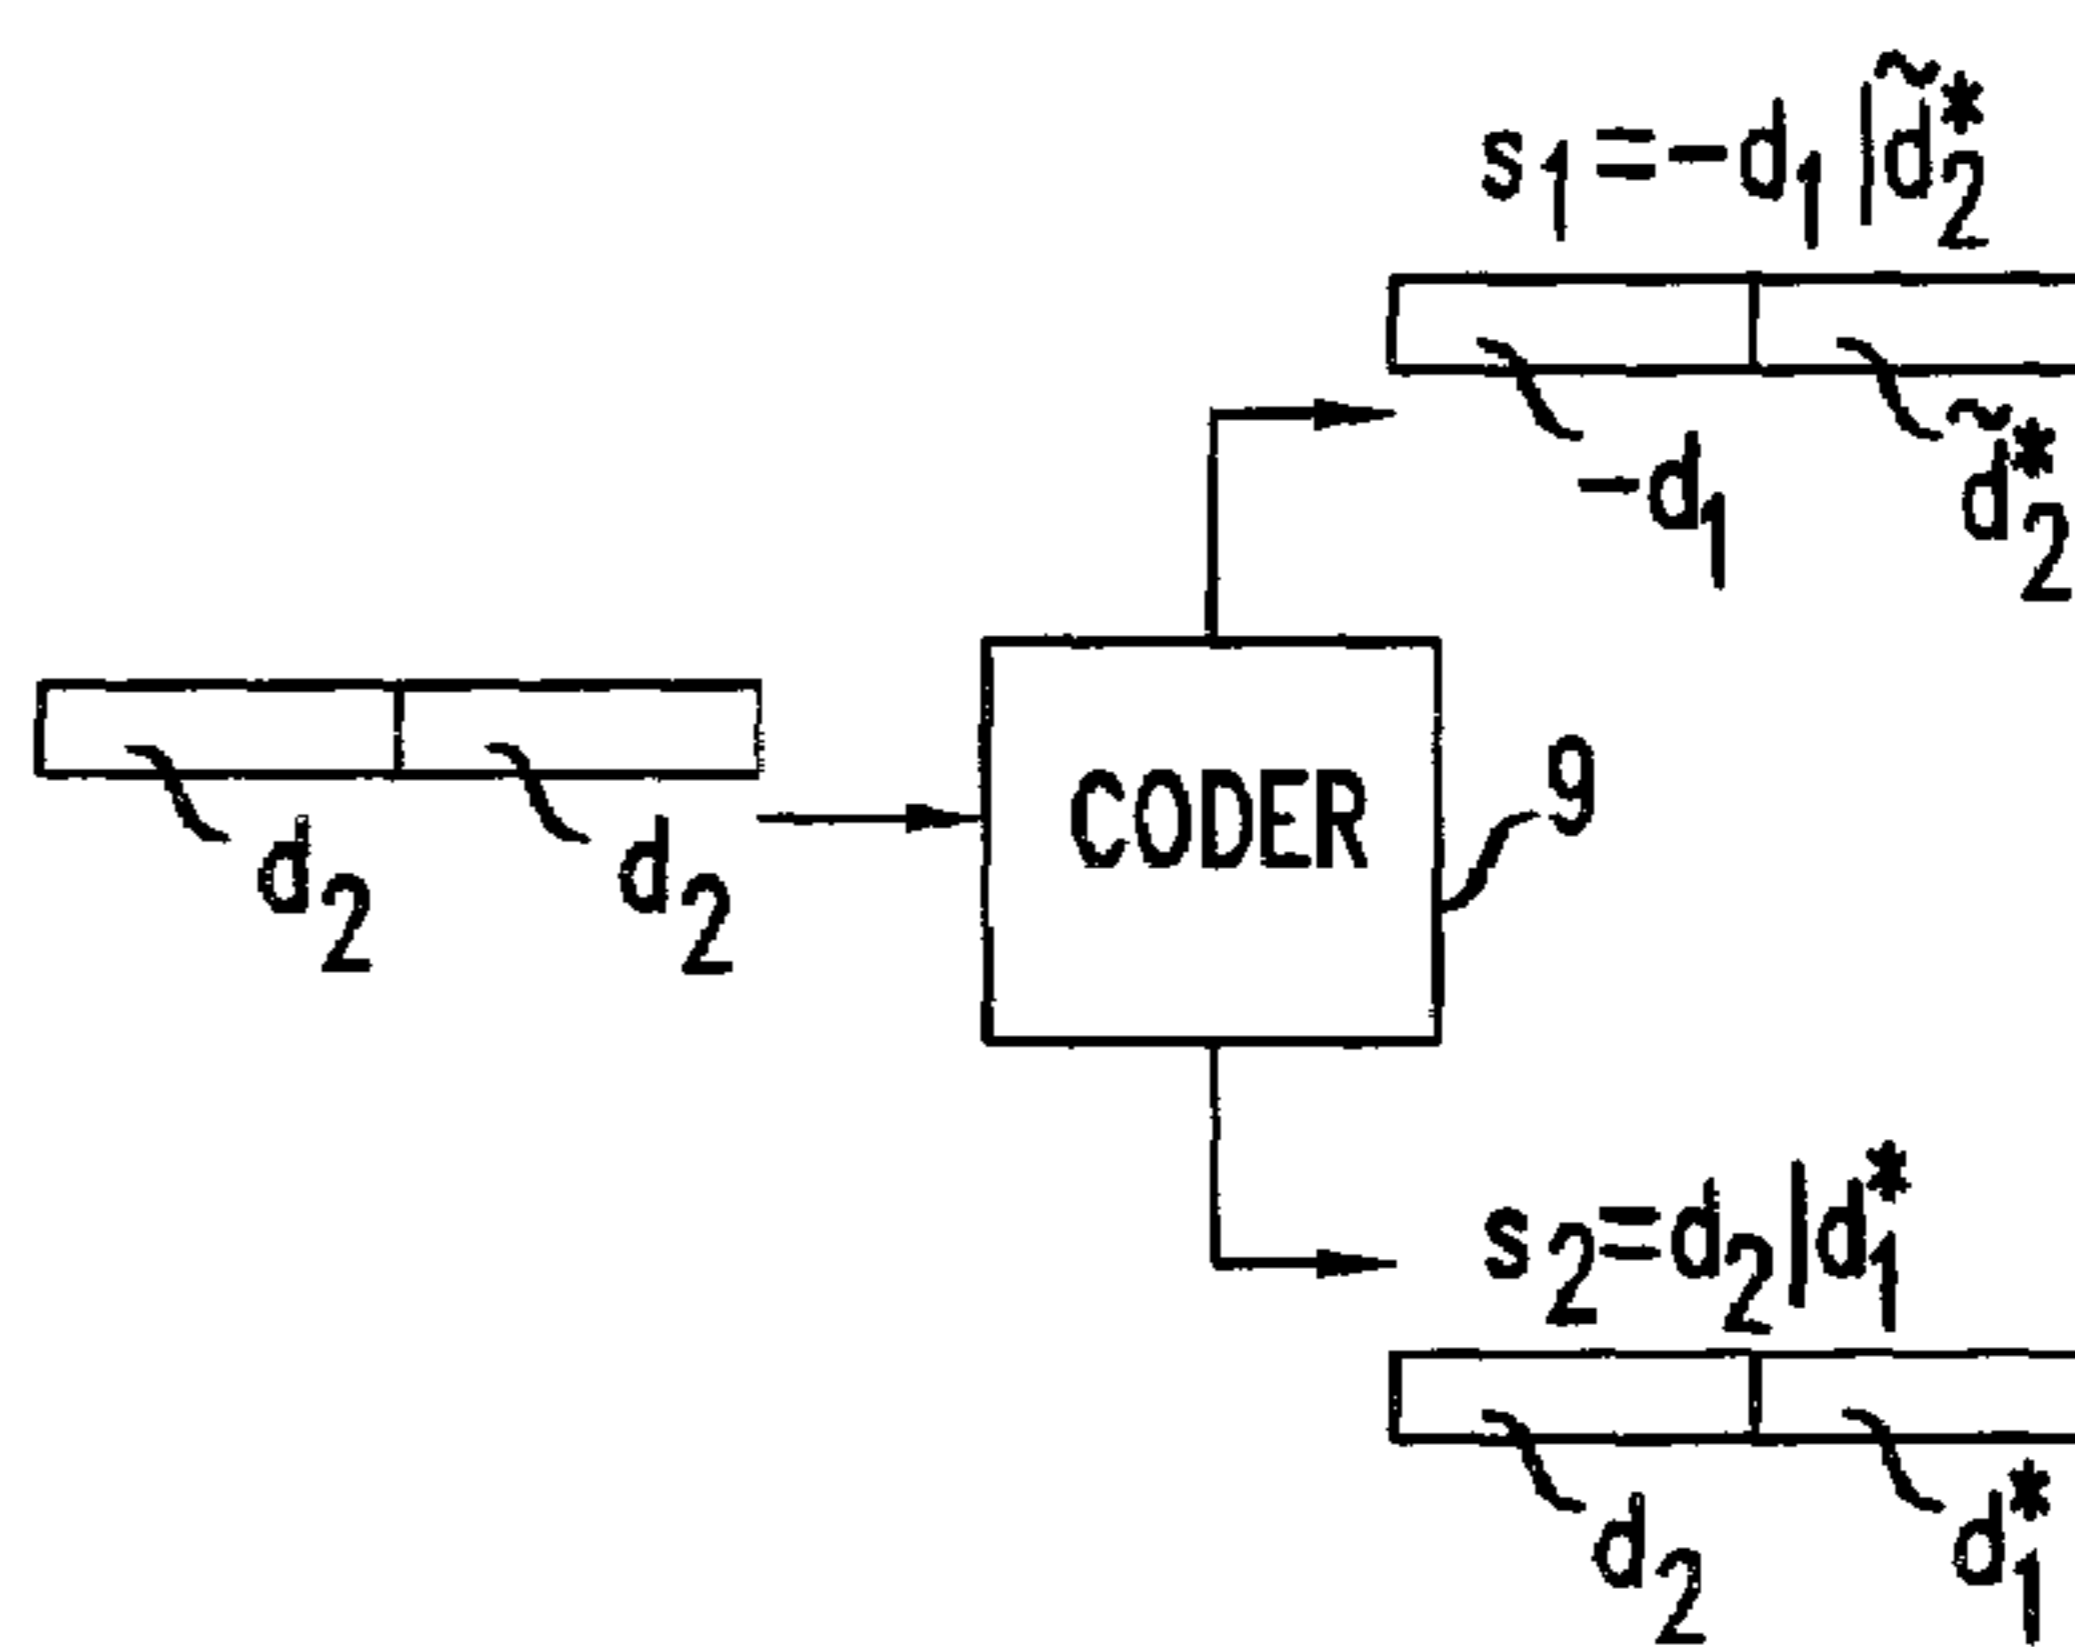 s₁=-d₁|d̃₂*
-d₁ d̃₂*
d₂ d₂
CODER 9
s₂=d₂|d₁*
d₂ d₁*